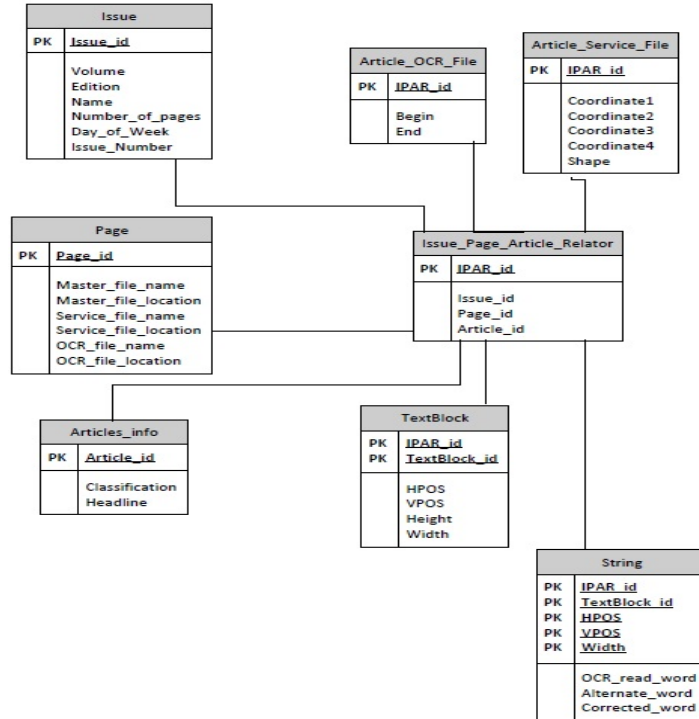 Issue
PK Issue_id
Volume
Edition
Name
Number_of_pages
Day_of_Week
Issue_Number
Article_OCR_File
PK IPAR_id
Begin
End
Article_Service_File
PK IPAR_id
Coordinate1
Coordinate2
Coordinate3
Coordinate4
Shape
Page
PK Page_id
Master_file_name
Master_file_location
Service_file_name
Service_file_location
OCR_file_name
OCR_file_location
Issue_Page_Article_Relator
PK IPAR_id
Issue_id
Page_id
Article_id
Articles_info
PK Article_id
Classification
Headline
TextBlock
PK IPAR_id
PK TextBlock_id
HPOS
VPOS
Height
Width
String
PK IPAR_id
PK TextBlock_id
PK HPOS
PK VPOS
PK Width
OCR_read_word
Alternate_word
Corrected_word